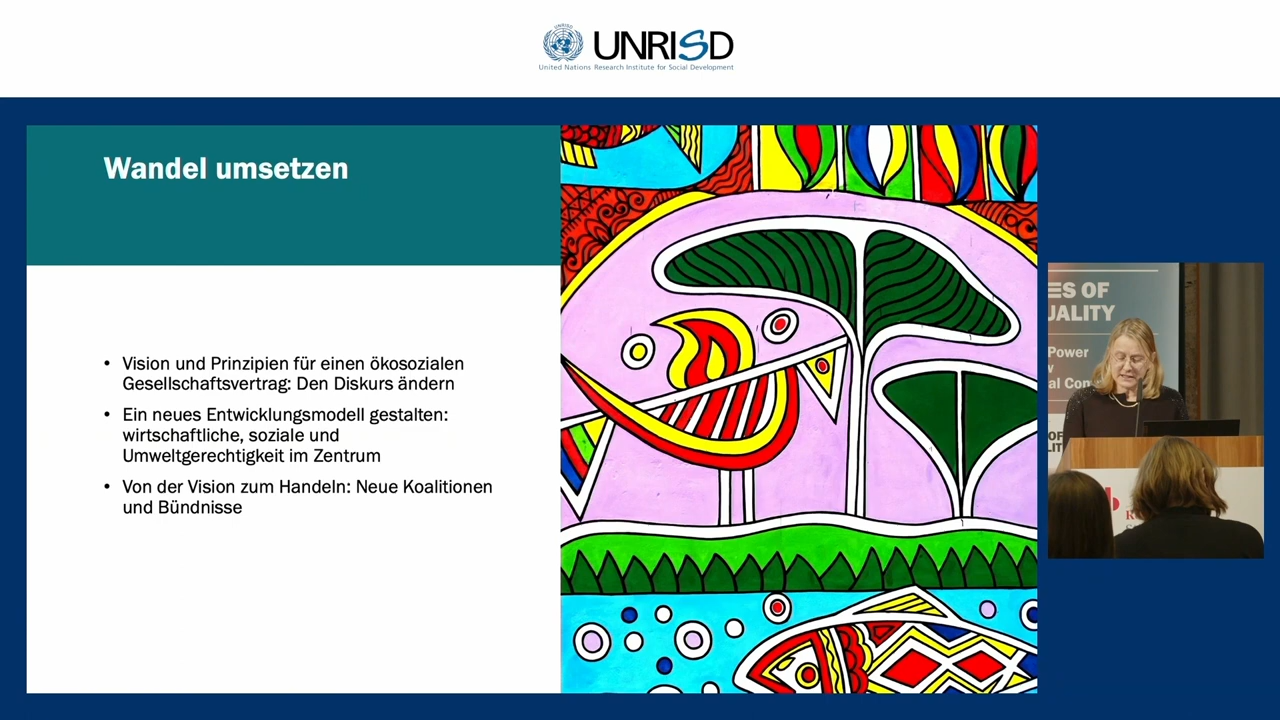 UNRISD
United Nations Research Institute for Social Development
Wandel umsetzen
• Vision und Prinzipien für einen ökosozialen
Gesellschaftsvertrag: Den Diskurs ändern
• Ein neues Entwicklungsmodell gestalten:
wirtschaftliche, soziale und
Umweltgerechtigkeit im Zentrum
• Von der Vision zum Handeln: Neue Koalitionen
und Bündnisse
ES OF
UALITY
Power
al Con
OF